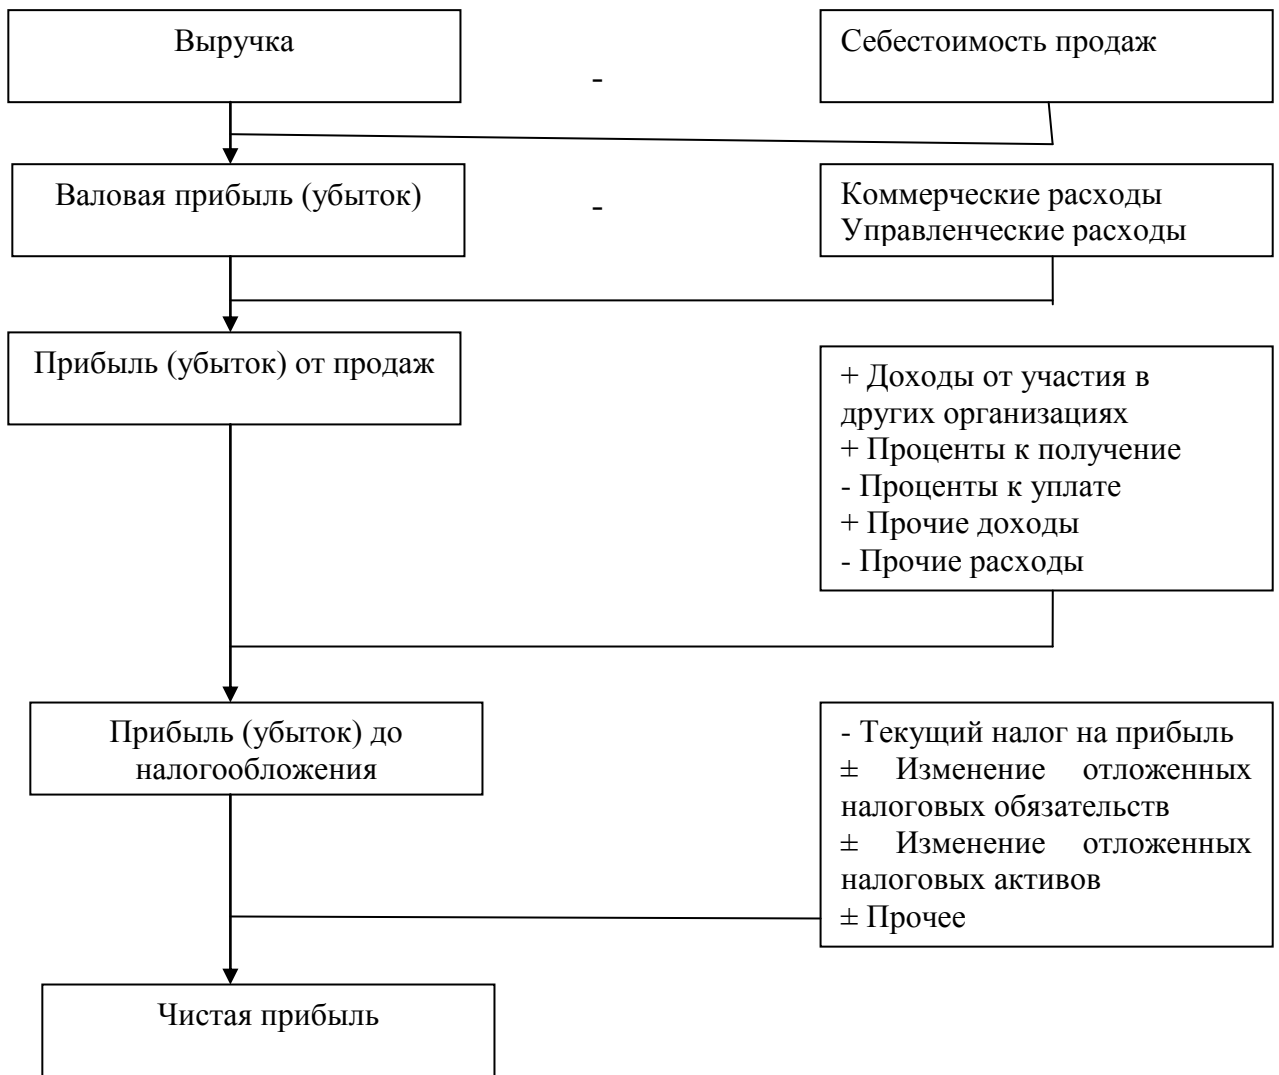 Выручка
-
Себестоимость продаж
Валовая прибыль (убыток)
-
Коммерческие расходы
Управленческие расходы
Прибыль (убыток) от продаж
+ Доходы от участия в
других организациях
+ Проценты к получение
- Проценты к уплате
+ Прочие доходы
- Прочие расходы
Прибыль (убыток) до
налогообложения
- Текущий налог на прибыль
± Изменение отложенных
налоговых обязательств
± Изменение отложенных
налоговых активов
± Прочее
Чистая прибыль